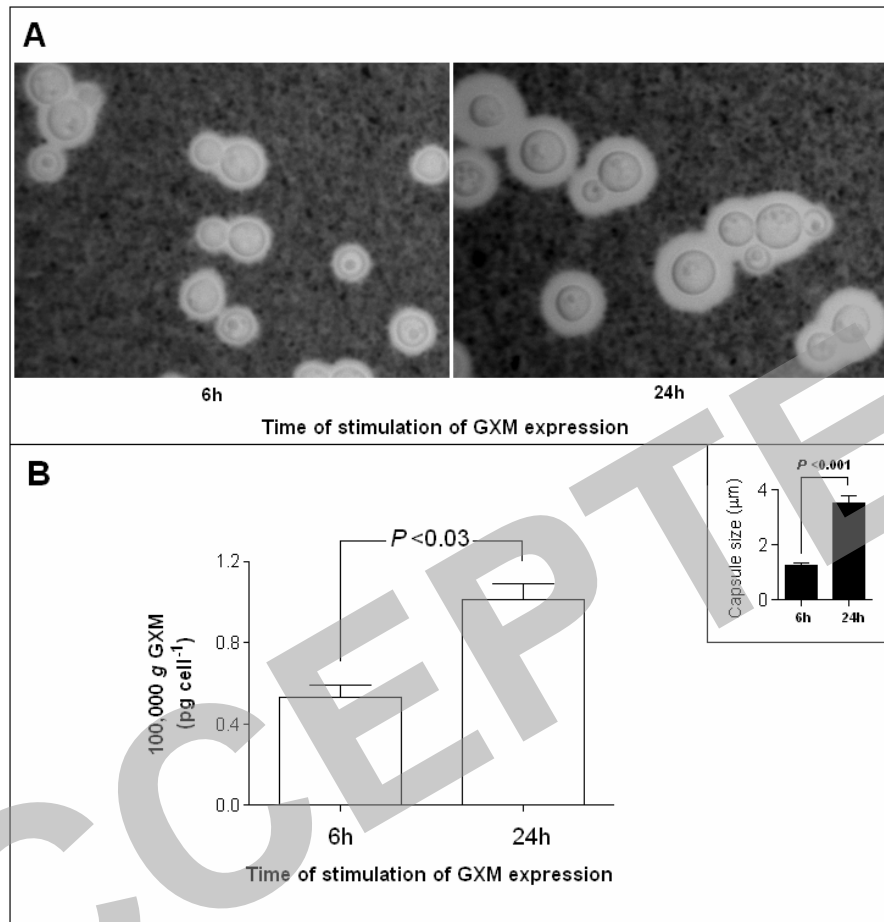 A
6h
24h
Time of stimulation of GXM expression
B
P <0.03
1.2
0.8
0.4
0.0
100,000 g GXM
(pg cell-1)
6h
24h
Time of stimulation of GXM expression
P <0.001
4
2
0
Capsule size (μm)
6h
24h
CCEPTE